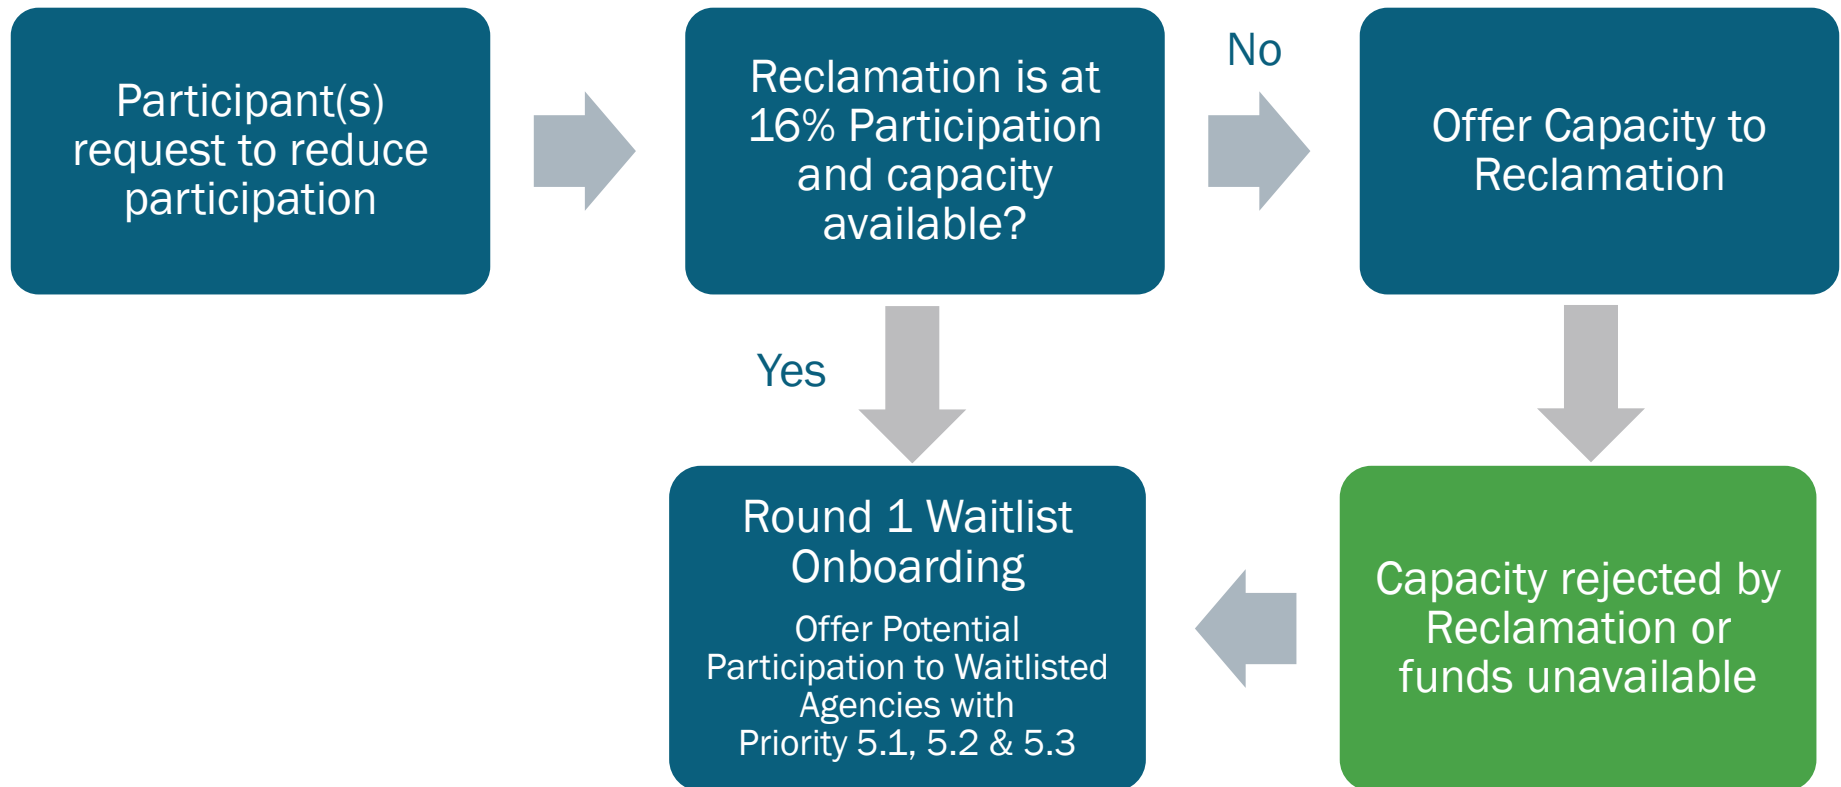 Participant(s)
request to reduce
participation
Reclamation is at
16% Participation
and capacity
available?
No
Offer Capacity to
Reclamation
Yes
Round 1 Waitlist
Onboarding
Offer Potential
Participation to Waitlisted
Agencies with
Priority 5.1, 5.2 & 5.3
Capacity rejected by
Reclamation or
funds unavailable